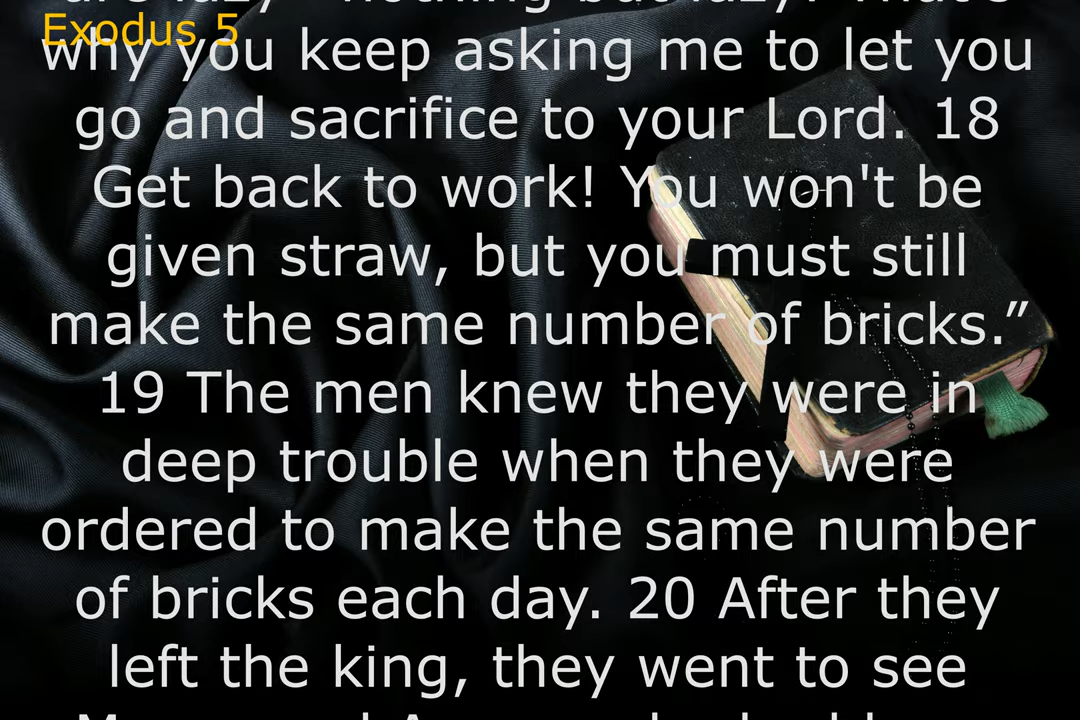 Exodus 5
why you keep asking me to let you
go and sacrifice to your Lord. 18
Get back to work! You won't be
given straw, but you must still
make the same number of bricks.”
19 The men knew they were in
deep trouble when they were
ordered to make the same number
of bricks each day. 20 After they
left the king, they went to see